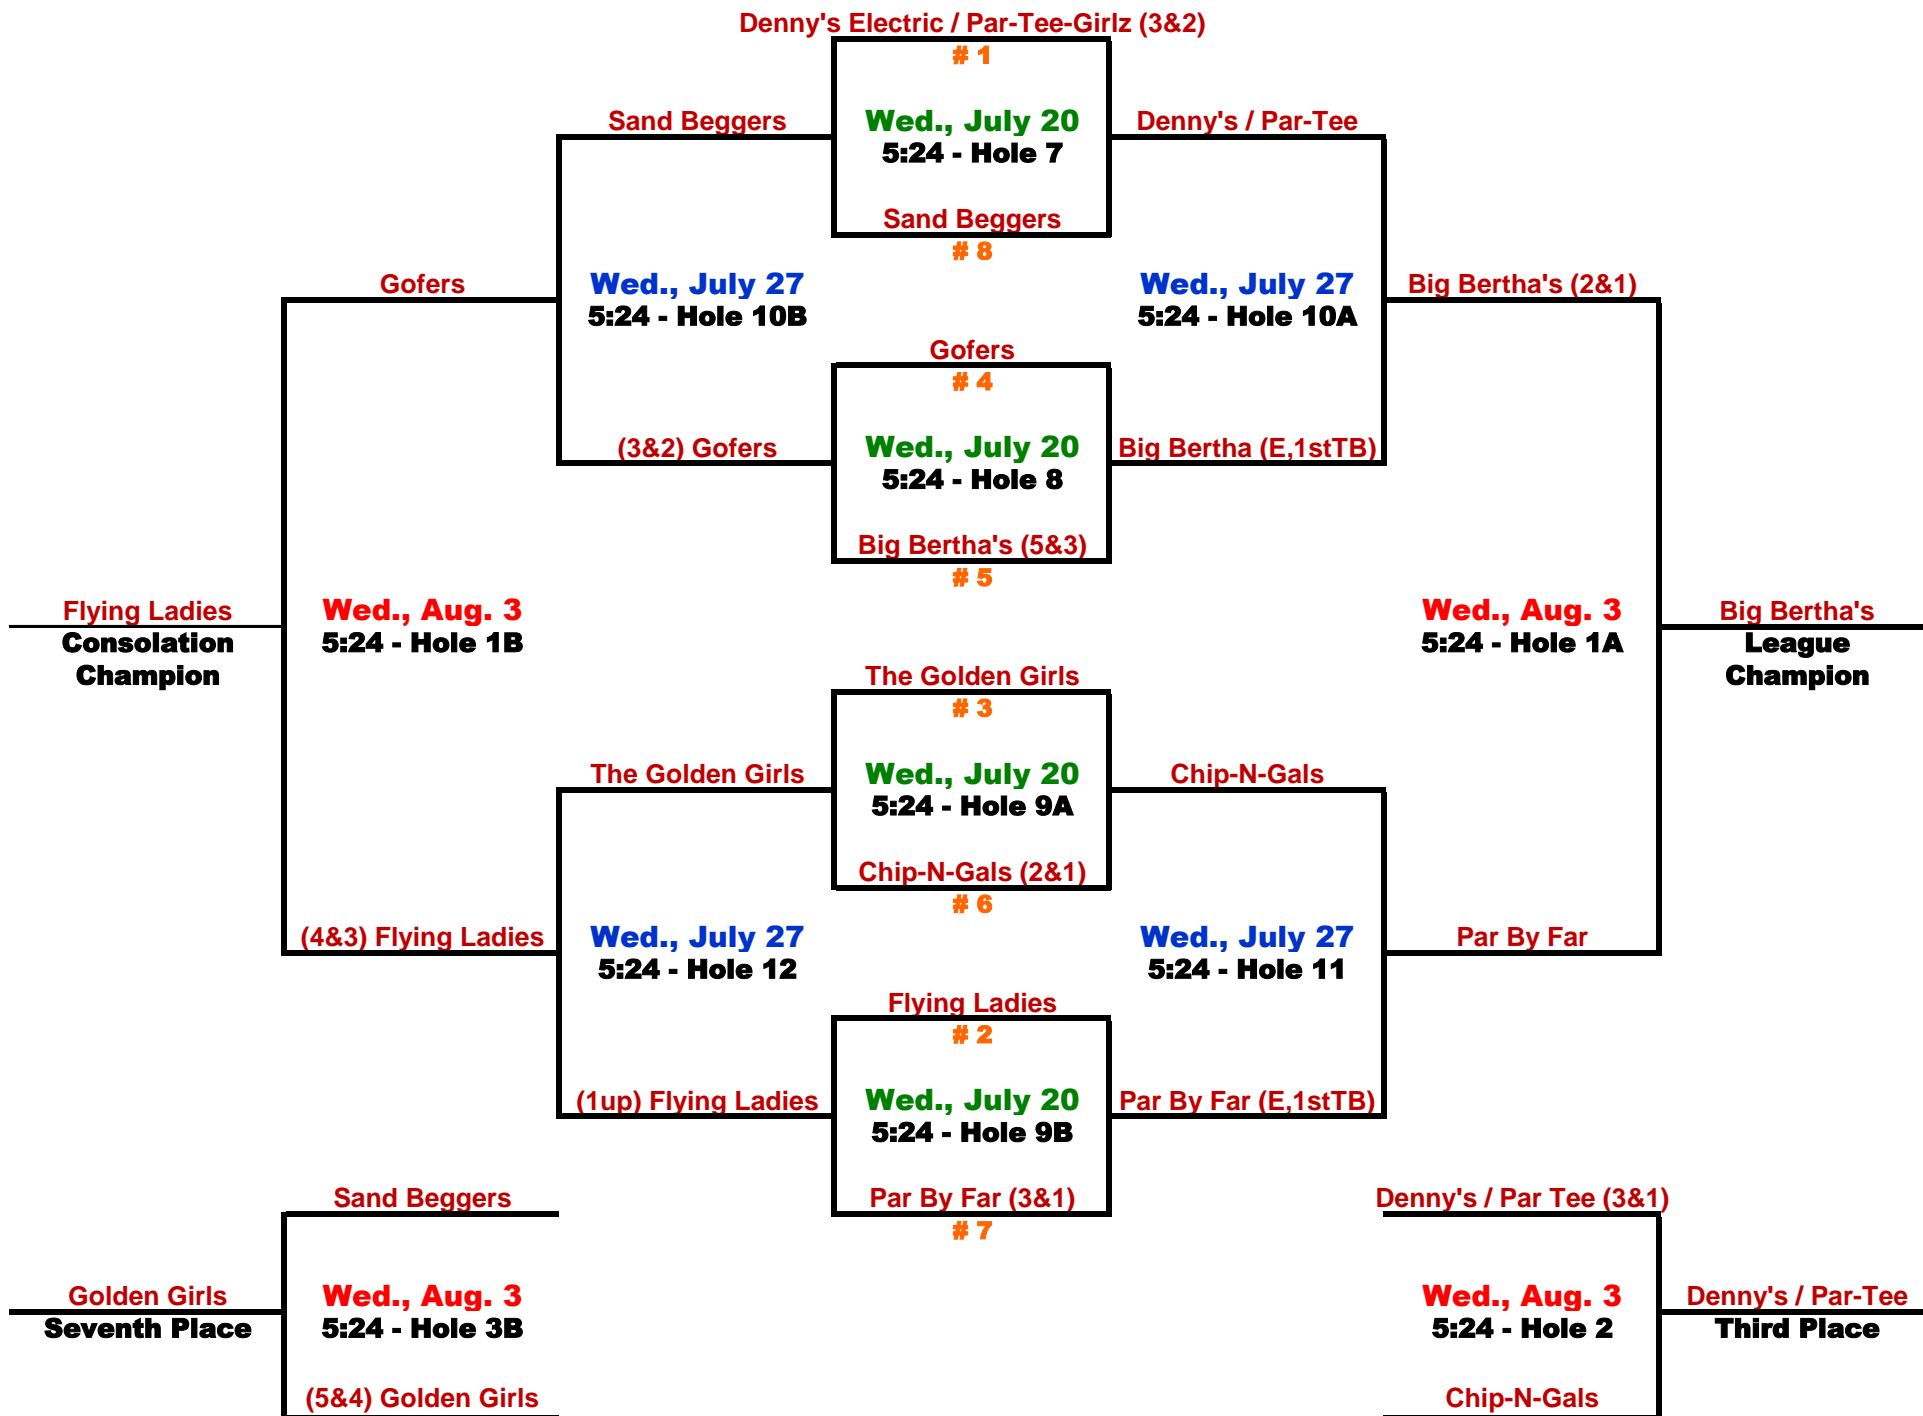 Denny's Electric / Par-Tee-Girlz (3&2)
# 1
Sand Beggers
Wed., July 20
5:24 - Hole 7
Denny's / Par-Tee
Sand Beggers
# 8
Gofers
Wed., July 27
5:24 - Hole 10B
Wed., July 27
5:24 - Hole 10A
Big Bertha's (2&1)
Gofers
# 4
(3&2) Gofers
Wed., July 20
5:24 - Hole 8
Big Bertha (E,1stTB)
Big Bertha's (5&3)
# 5
Flying Ladies
Consolation
Champion
Wed., Aug. 3
5:24 - Hole 1B
Wed., Aug. 3
5:24 - Hole 1A
Big Bertha's
League
Champion
The Golden Girls
# 3
The Golden Girls
Wed., July 20
5:24 - Hole 9A
Chip-N-Gals
Chip-N-Gals (2&1)
# 6
(4&3) Flying Ladies
Wed., July 27
5:24 - Hole 12
Wed., July 27
5:24 - Hole 11
Par By Far
Flying Ladies
# 2
(1up) Flying Ladies
Wed., July 20
5:24 - Hole 9B
Par By Far (E,1stTB)
Par By Far (3&1)
# 7
Sand Beggers
Denny's / Par Tee (3&1)
Golden Girls
Seventh Place
Wed., Aug. 3
5:24 - Hole 3B
Wed., Aug. 3
5:24 - Hole 2
Denny's / Par-Tee
Third Place
(5&4) Golden Girls
Chip-N-Gals